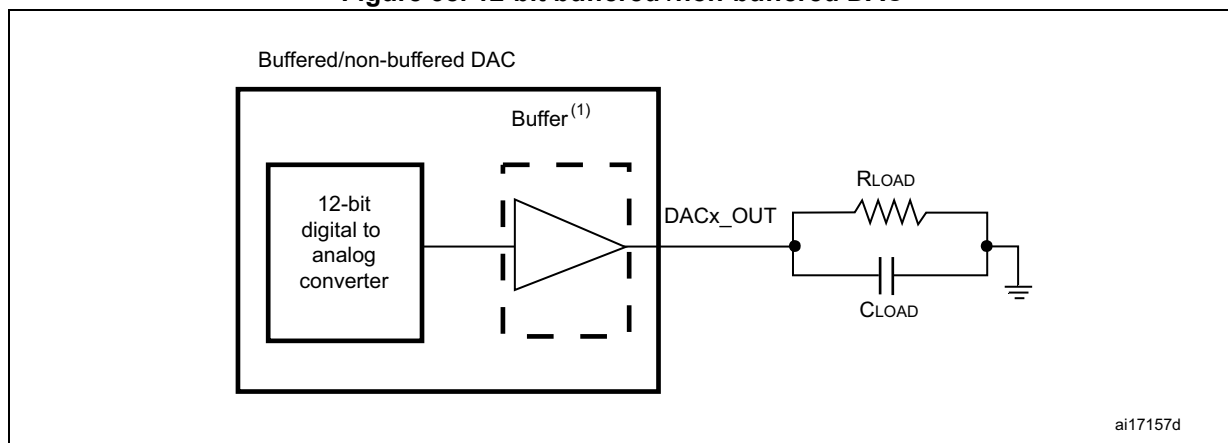 Figure 12-bit buffered /non-buffered DAC
Buffered/non-buffered DAC
Buffer(1)
12-bit
digital to
analog
converter
DACx_OUT
RLOAD
CLOAD
ai17157d